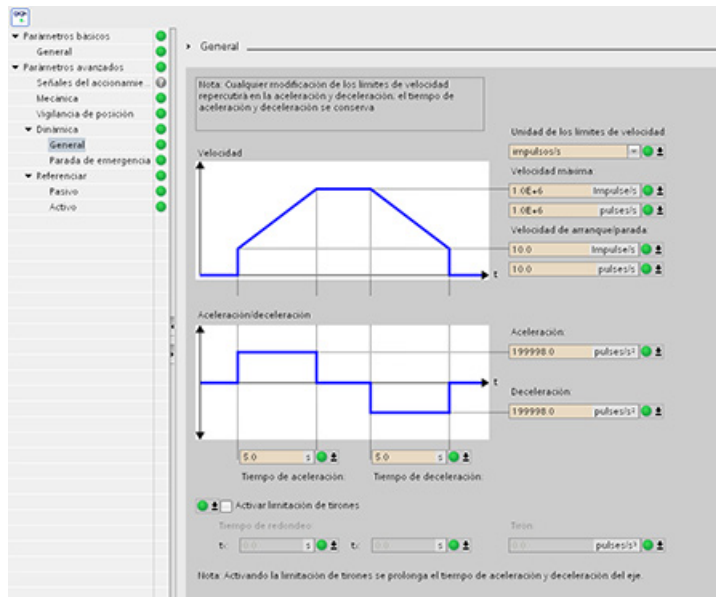 Parámetros básicos
General
Parámetros avanzados
Señales del accionamie...
Mecánica
Vigilancia de posición
Dinámica
General
Parada de emergencia
Referenciar
Pasivo
Activo
General
Nota: Cualquier modificación de los límites de velocidad
repercutirá en la aceleración y deceleración; el tiempo de
aceleración y deceleración se conserva
Unidad de los límites de velocidad:
impulsos/s
Velocidad
Velocidad máxima:
1.0E+6 Impulse/s
1.0E+6 pulses/s
Velocidad de arranque/parada:
10.0 Impulse/s
10.0 pulses/s
t
Aceleración/deceleración
Aceleración:
199998.0 pulses/s²
t
Deceleración:
199998.0 pulses/s²
5.0 s 5.0 s
Tiempo de aceleración: Tiempo de deceleración:
Activar limitación de tirones
Tiempo de redondeo: Tirón:
0.0 s 0.0 s 0.0 pulses/s³
Nota: Activando la limitación de tirones se prolonga el tiempo de aceleración y deceleración del eje.